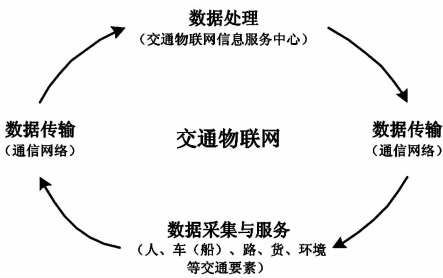 数据处理
（交通物联网信息服务中心）
数据传输
（通信网络）
交通物联网
数据传输
（通信网络）
数据采集与服务
（人、车（船）、路、货、环境
等交通要素）